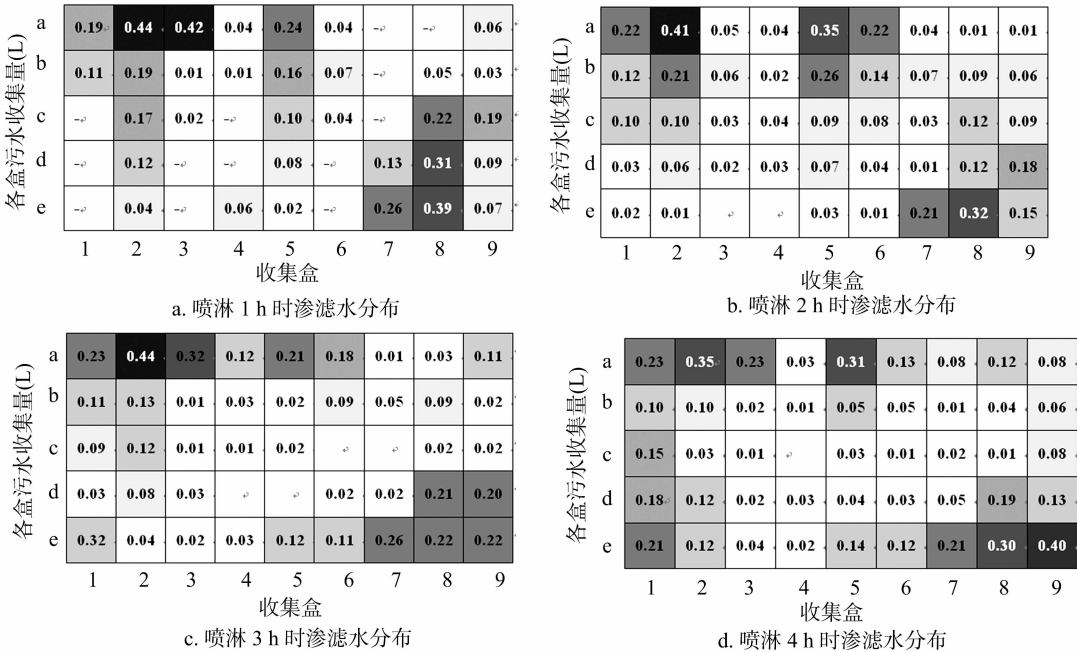 各盒污水收集量(L)
a 0.19 0.44 0.42 0.04 0.24 0.04 – – 0.06
b 0.11 0.19 0.01 0.01 0.16 0.07 – 0.05 0.03
c – 0.17 0.02 – 0.10 0.04 – 0.22 0.19
d – 0.12 – – 0.08 – 0.13 0.31 0.09
e – 0.04 – 0.06 0.02 – 0.26 0.39 0.07
1 2 3 4 5 6 7 8 9
收集盒
a. 喷淋 1 h 时渗滤水分布
各盒污水收集量(L)
a 0.22 0.41 0.05 0.04 0.35 0.22 0.04 0.01 0.01
b 0.12 0.21 0.06 0.02 0.26 0.14 0.07 0.09 0.06
c 0.10 0.10 0.03 0.04 0.09 0.08 0.03 0.12 0.09
d 0.03 0.06 0.02 0.03 0.07 0.04 0.01 0.12 0.18
e 0.02 0.01 0.03 0.01 0.21 0.32 0.15
1 2 3 4 5 6 7 8 9
收集盒
b. 喷淋 2 h 时渗滤水分布
各盒污水收集量(L)
a 0.23 0.44 0.32 0.12 0.21 0.18 0.01 0.03 0.11
b 0.11 0.13 0.01 0.03 0.02 0.09 0.05 0.09 0.02
c 0.09 0.12 0.01 0.01 0.02 0.02 0.02
d 0.03 0.08 0.03 0.02 0.02 0.21 0.20
e 0.32 0.04 0.02 0.03 0.12 0.11 0.26 0.22 0.22
1 2 3 4 5 6 7 8 9
收集盒
c. 喷淋 3 h 时渗滤水分布
各盒污水收集量(L)
a 0.23 0.35 0.23 0.03 0.31 0.13 0.08 0.12 0.08
b 0.10 0.10 0.02 0.01 0.05 0.05 0.01 0.04 0.06
c 0.15 0.03 0.01 0.03 0.01 0.02 0.01 0.08
d 0.18 0.12 0.02 0.03 0.04 0.03 0.05 0.19 0.13
e 0.21 0.12 0.04 0.02 0.14 0.12 0.21 0.30 0.40
1 2 3 4 5 6 7 8 9
收集盒
d. 喷淋 4 h 时渗滤水分布